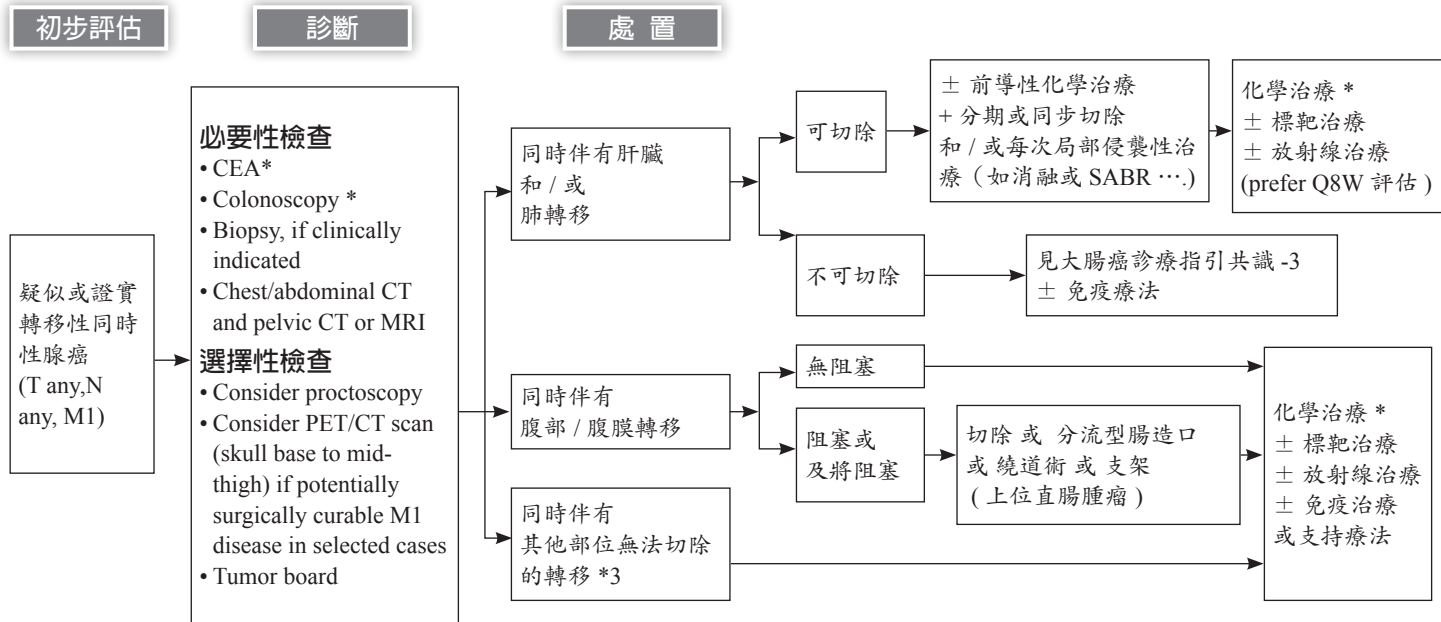 初步評估
診斷
處 置
疑似或證實
轉移性同時
性腺癌
(T any,N
any, M1)
必要性檢查
• CEA*
• Colonoscopy *
• Biopsy, if clinically
indicated
• Chest/abdominal CT
and pelvic CT or MRI
選擇性檢查
• Consider proctoscopy
• Consider PET/CT scan
(skull base to mid-
thigh) if potentially
surgically curable M1
disease in selected cases
• Tumor board
同時伴有肝臟
和 / 或
肺轉移
可切除
± 前導性化學治療
+ 分期或同步切除
和 / 或每次局部侵襲性治
療（如消融或 SABR ….)
化學治療 *
± 標靶治療
± 放射線治療
(prefer Q8W 評估 )
不可切除
見大腸癌診療指引共識 -3
± 免疫療法
同時伴有
腹部 / 腹膜轉移
無阻塞
阻塞或
及將阻塞
切除 或 分流型腸造口
或 繞道術 或 支架
( 上位直腸腫瘤 )
同時伴有
其他部位無法切除
的轉移 *3
化學治療 *
± 標靶治療
± 放射線治療
± 免疫治療
或支持療法